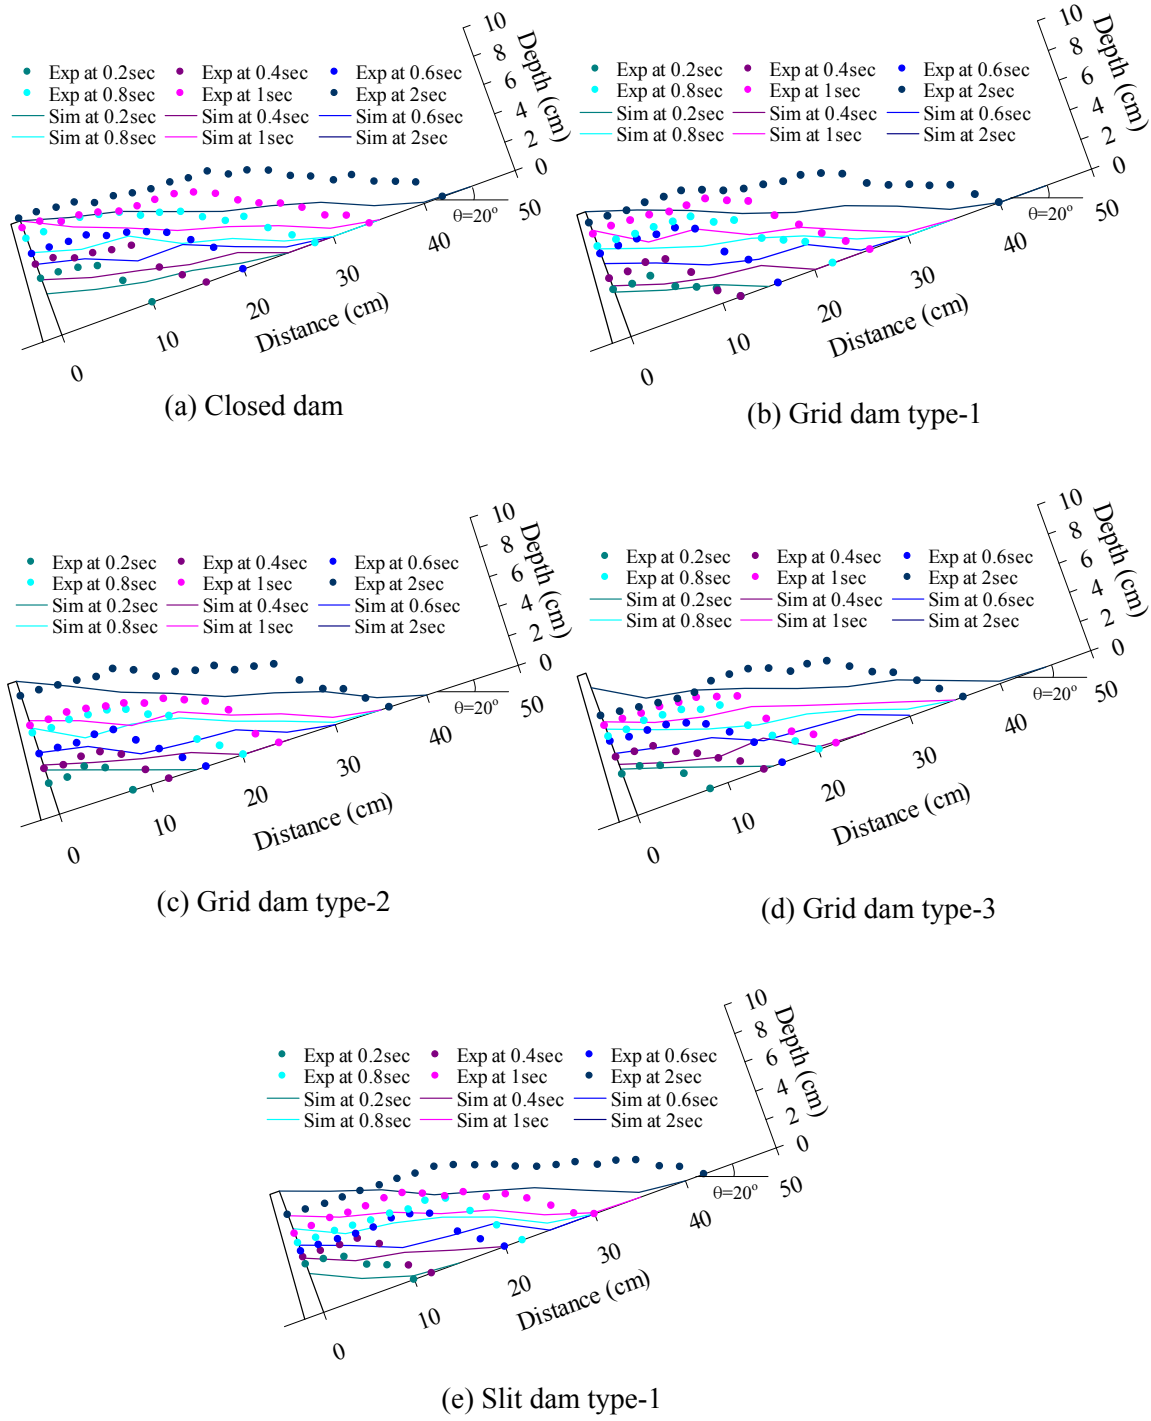 10
8
6
4
2
0
Depth (cm)
Exp at 0.2sec Exp at 0.4sec Exp at 0.6sec
Exp at 0.8sec Exp at 1sec Exp at 2sec
Sim at 0.2sec Sim at 0.4sec Sim at 0.6sec
Sim at 0.8sec Sim at 1sec Sim at 2sec
θ=20°
0 10 20 30 40 50
Distance (cm)
(a) Closed dam
10
8
6
4
2
0
Depth (cm)
Exp at 0.2sec Exp at 0.4sec Exp at 0.6sec
Exp at 0.8sec Exp at 1sec Exp at 2sec
Sim at 0.2sec Sim at 0.4sec Sim at 0.6sec
Sim at 0.8sec Sim at 1sec Sim at 2sec
θ=20°
0 10 20 30 40 50
Distance (cm)
(b) Grid dam type-1
10
8
6
4
2
0
Depth (cm)
Exp at 0.2sec Exp at 0.4sec Exp at 0.6sec
Exp at 0.8sec Exp at 1sec Exp at 2sec
Sim at 0.2sec Sim at 0.4sec Sim at 0.6sec
Sim at 0.8sec Sim at 1sec Sim at 2sec
θ=20°
0 10 20 30 40 50
Distance (cm)
(c) Grid dam type-2
10
8
6
4
2
0
Depth (cm)
Exp at 0.2sec Exp at 0.4sec Exp at 0.6sec
Exp at 0.8sec Exp at 1sec Exp at 2sec
Sim at 0.2sec Sim at 0.4sec Sim at 0.6sec
Sim at 0.8sec Sim at 1sec Sim at 2sec
θ=20°
0 10 20 30 40 50
Distance (cm)
(d) Grid dam type-3
10
8
6
4
2
0
Depth (cm)
Exp at 0.2sec Exp at 0.4sec Exp at 0.6sec
Exp at 0.8sec Exp at 1sec Exp at 2sec
Sim at 0.2sec Sim at 0.4sec Sim at 0.6sec
Sim at 0.8sec Sim at 1sec Sim at 2sec
θ=20°
0 10 20 30 40 50
Distance (cm)
(e) Slit dam type-1